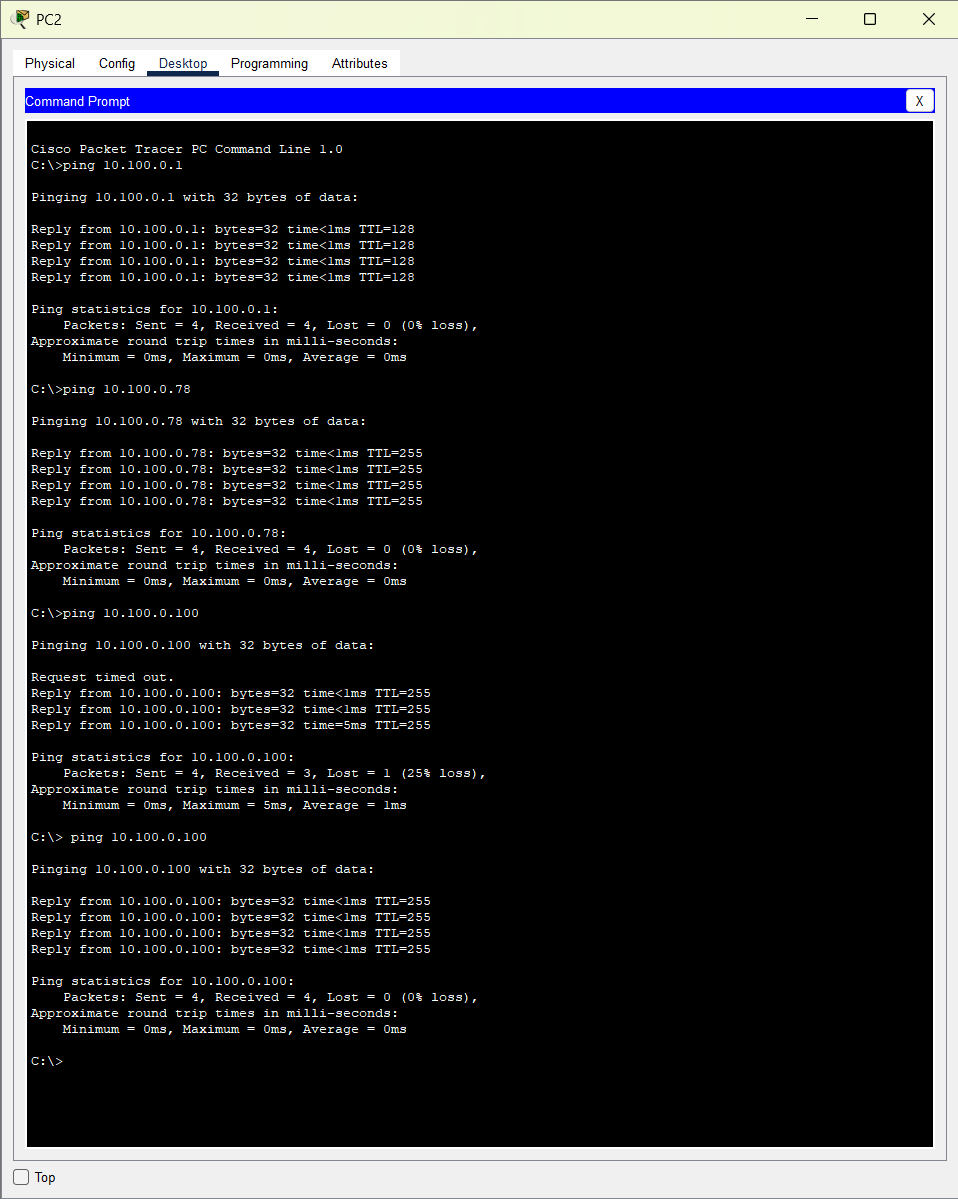 PC2
Physical Config Desktop Programming Attributes
Command Prompt X
Cisco Packet Tracer PC Command Line 1.0
C:\>ping 10.100.0.1
Pinging 10.100.0.1 with 32 bytes of data:
Reply from 10.100.0.1: bytes=32 time<1ms TTL=128
Reply from 10.100.0.1: bytes=32 time<1ms TTL=128
Reply from 10.100.0.1: bytes=32 time<1ms TTL=128
Reply from 10.100.0.1: bytes=32 time<1ms TTL=128
Ping statistics for 10.100.0.1:
Packets: Sent = 4, Received = 4, Lost = 0 (0% loss),
Approximate round trip times in milli-seconds:
Minimum = 0ms, Maximum = 0ms, Average = 0ms
C:\>ping 10.100.0.78
Pinging 10.100.0.78 with 32 bytes of data:
Reply from 10.100.0.78: bytes=32 time<1ms TTL=255
Reply from 10.100.0.78: bytes=32 time<1ms TTL=255
Reply from 10.100.0.78: bytes=32 time<1ms TTL=255
Reply from 10.100.0.78: bytes=32 time<1ms TTL=255
Ping statistics for 10.100.0.78:
Packets: Sent = 4, Received = 4, Lost = 0 (0% loss),
Approximate round trip times in milli-seconds:
Minimum = 0ms, Maximum = 0ms, Average = 0ms
C:\>ping 10.100.0.100
Pinging 10.100.0.100 with 32 bytes of data:
Request timed out.
Reply from 10.100.0.100: bytes=32 time<1ms TTL=255
Reply from 10.100.0.100: bytes=32 time<1ms TTL=255
Reply from 10.100.0.100: bytes=32 time=5ms TTL=255
Ping statistics for 10.100.0.100:
Packets: Sent = 4, Received = 3, Lost = 1 (25% loss),
Approximate round trip times in milli-seconds:
Minimum = 0ms, Maximum = 5ms, Average = 1ms
C:\> ping 10.100.0.100
Pinging 10.100.0.100 with 32 bytes of data:
Reply from 10.100.0.100: bytes=32 time<1ms TTL=255
Reply from 10.100.0.100: bytes=32 time<1ms TTL=255
Reply from 10.100.0.100: bytes=32 time<1ms TTL=255
Reply from 10.100.0.100: bytes=32 time<1ms TTL=255
Ping statistics for 10.100.0.100:
Packets: Sent = 4, Received = 4, Lost = 0 (0% loss),
Approximate round trip times in milli-seconds:
Minimum = 0ms, Maximum = 0ms, Average = 0ms
C:\>
Top